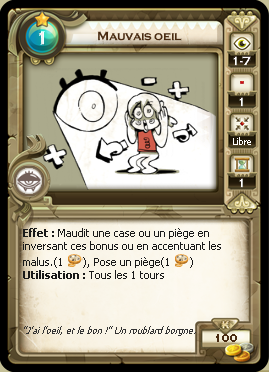 MAUVAIS OEIL
1
1-7
1
Libre
1
Effet : Maudit une case ou un piège en
inversant ces bonus ou en accentuant les
malus.(1 ), Pose un piège(1 )
Utilisation : Tous les 1 tours
"J'ai l'oeil, et le bon !" Un roublard borgne.
K
100